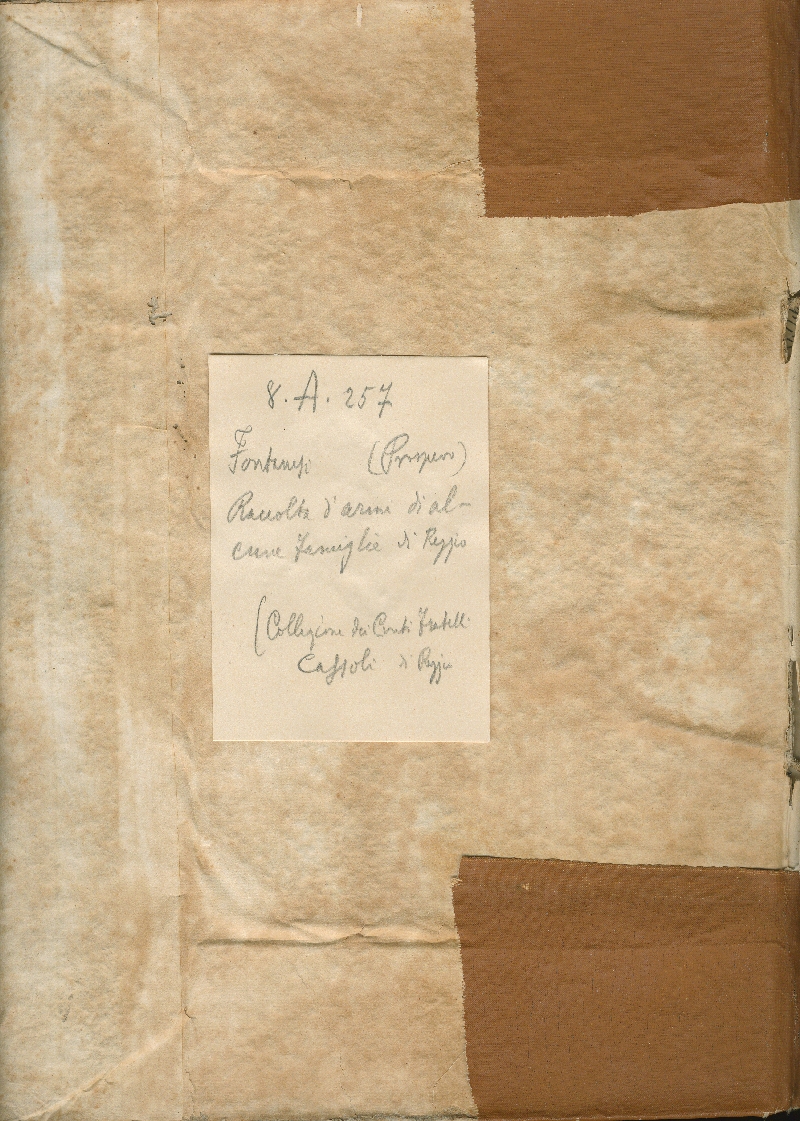 8. A. 257
Fontanesi (Prospero)
Raccolta d'armi di al-
cune famiglie di Reggio
(Collezione dei Conti Fratelli
Cassoli di Reggio